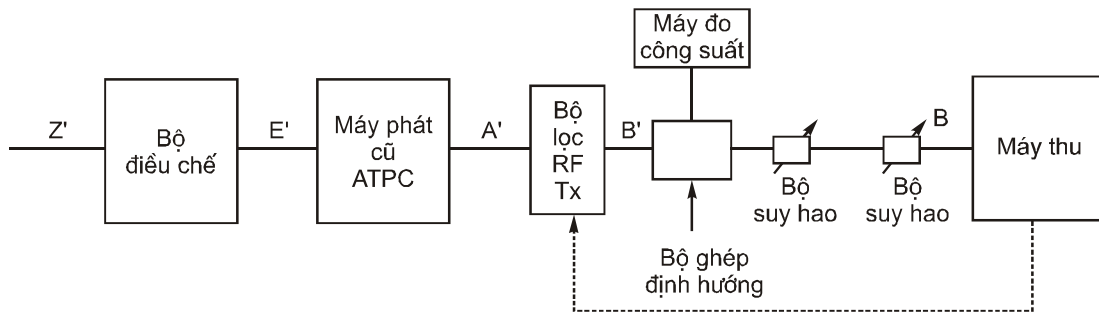 Máy đo
công suất
Z'
Bộ
điều chế
E'
Máy phát
cũ
ATPC
A'
Bộ
lọc
RF
Tx
B'
B
Máy thu
Bộ
suy hao
Bộ
suy hao
Bộ ghép
định hướng